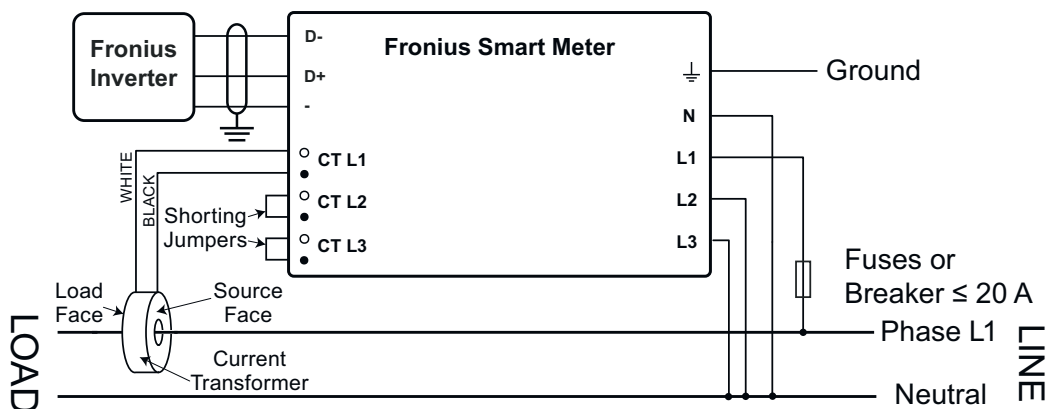 Fronius
Inverter
D-
D+
-
Fronius Smart Meter
Ground
N
L1
L2
L3
CT L1
CT L2
CT L3
WHITE
BLACK
Shorting
Jumpers
Load
Face
Source
Face
Current
Transformer
Fuses or
Breaker ≤ 20 A
Phase L1
Neutral
LOAD
LINE